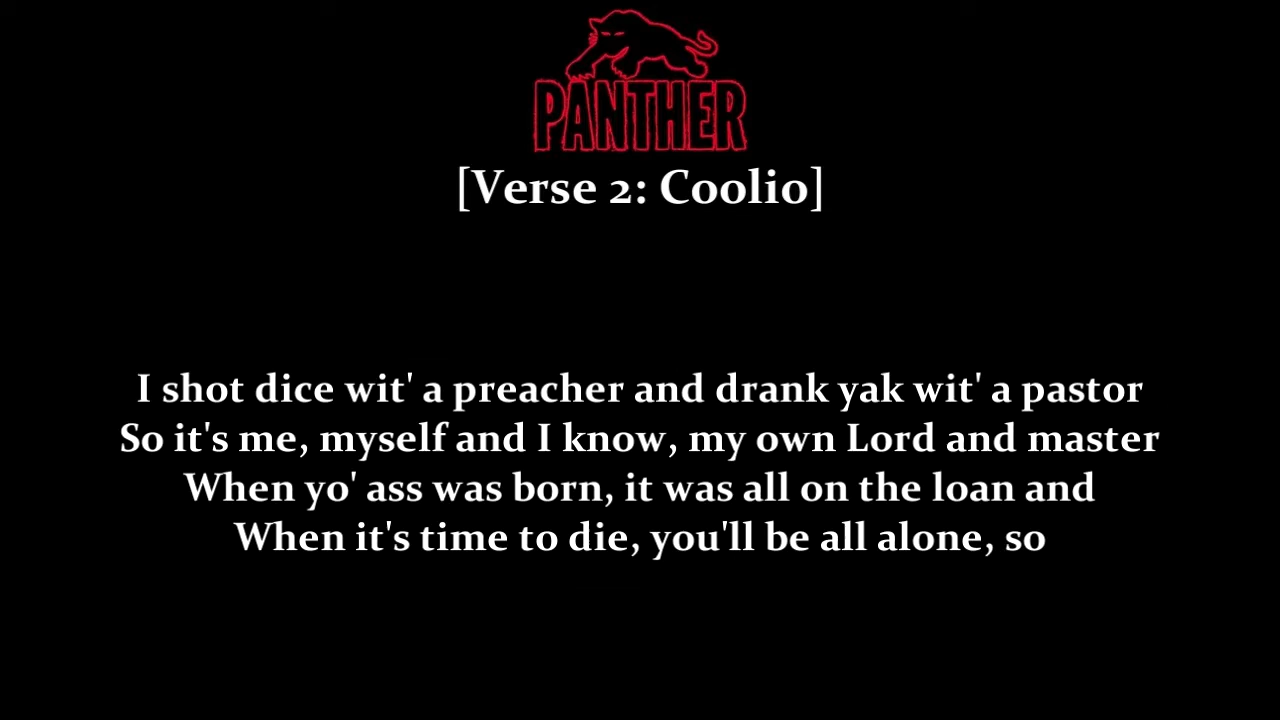 PANTHER
[Verse 2: Coolio]
I shot dice wit' a preacher and drank yak wit' a pastor
So it's me, myself and I know, my own Lord and master
When yo' ass was born, it was all on the loan and
When it's time to die, you'll be all alone, so